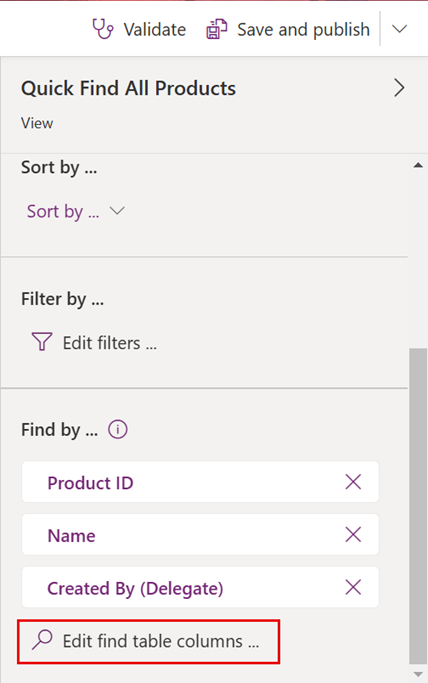 Validate Save and publish
Quick Find All Products
View
Sort by ...
Sort by ...
Filter by ...
Edit filters ...
Find by ...
Product ID
Name
Created By (Delegate)
Edit find table columns ...